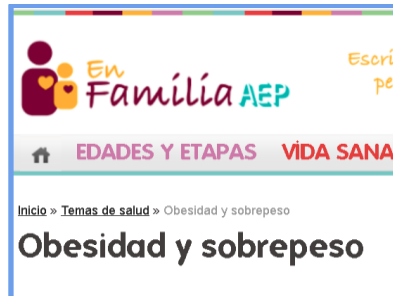 En
Familia AEP
Escri
pe
EDADES Y ETAPAS VIDA SANA
Inicio » Temas de salud » Obesidad y sobrepeso
Obesidad y sobrepeso